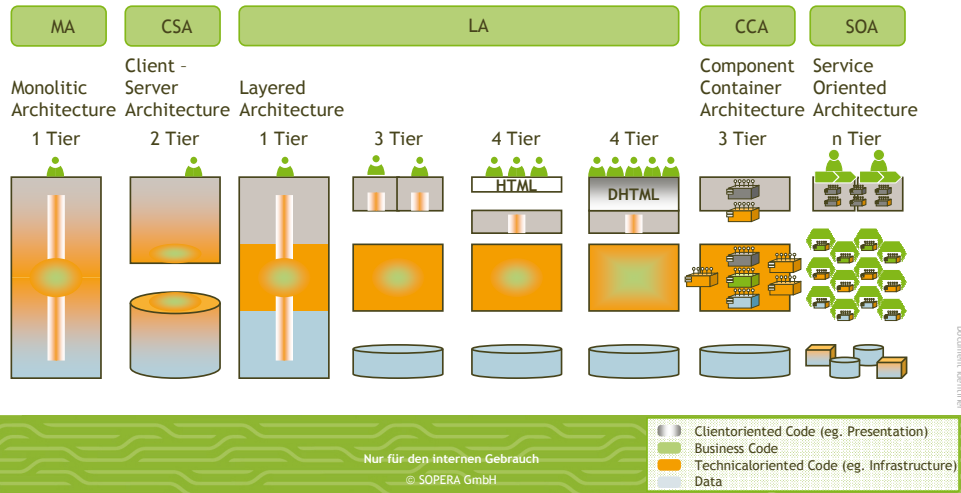 MA
CSA
LA
CCA
SOA
Monolitic
Architecture
Client –
Server
Architecture
Layered
Architecture
Component
Container
Architecture
Service
Oriented
Architecture
1 Tier
2 Tier
1 Tier
3 Tier
4 Tier
4 Tier
3 Tier
n Tier
HTML
DHTML
Nur für den internen Gebrauch
© SOPERA GmbH
Clientoriented Code (eg. Presentation)
Business Code
Technicaloriented Code (eg. Infrastructure)
Data